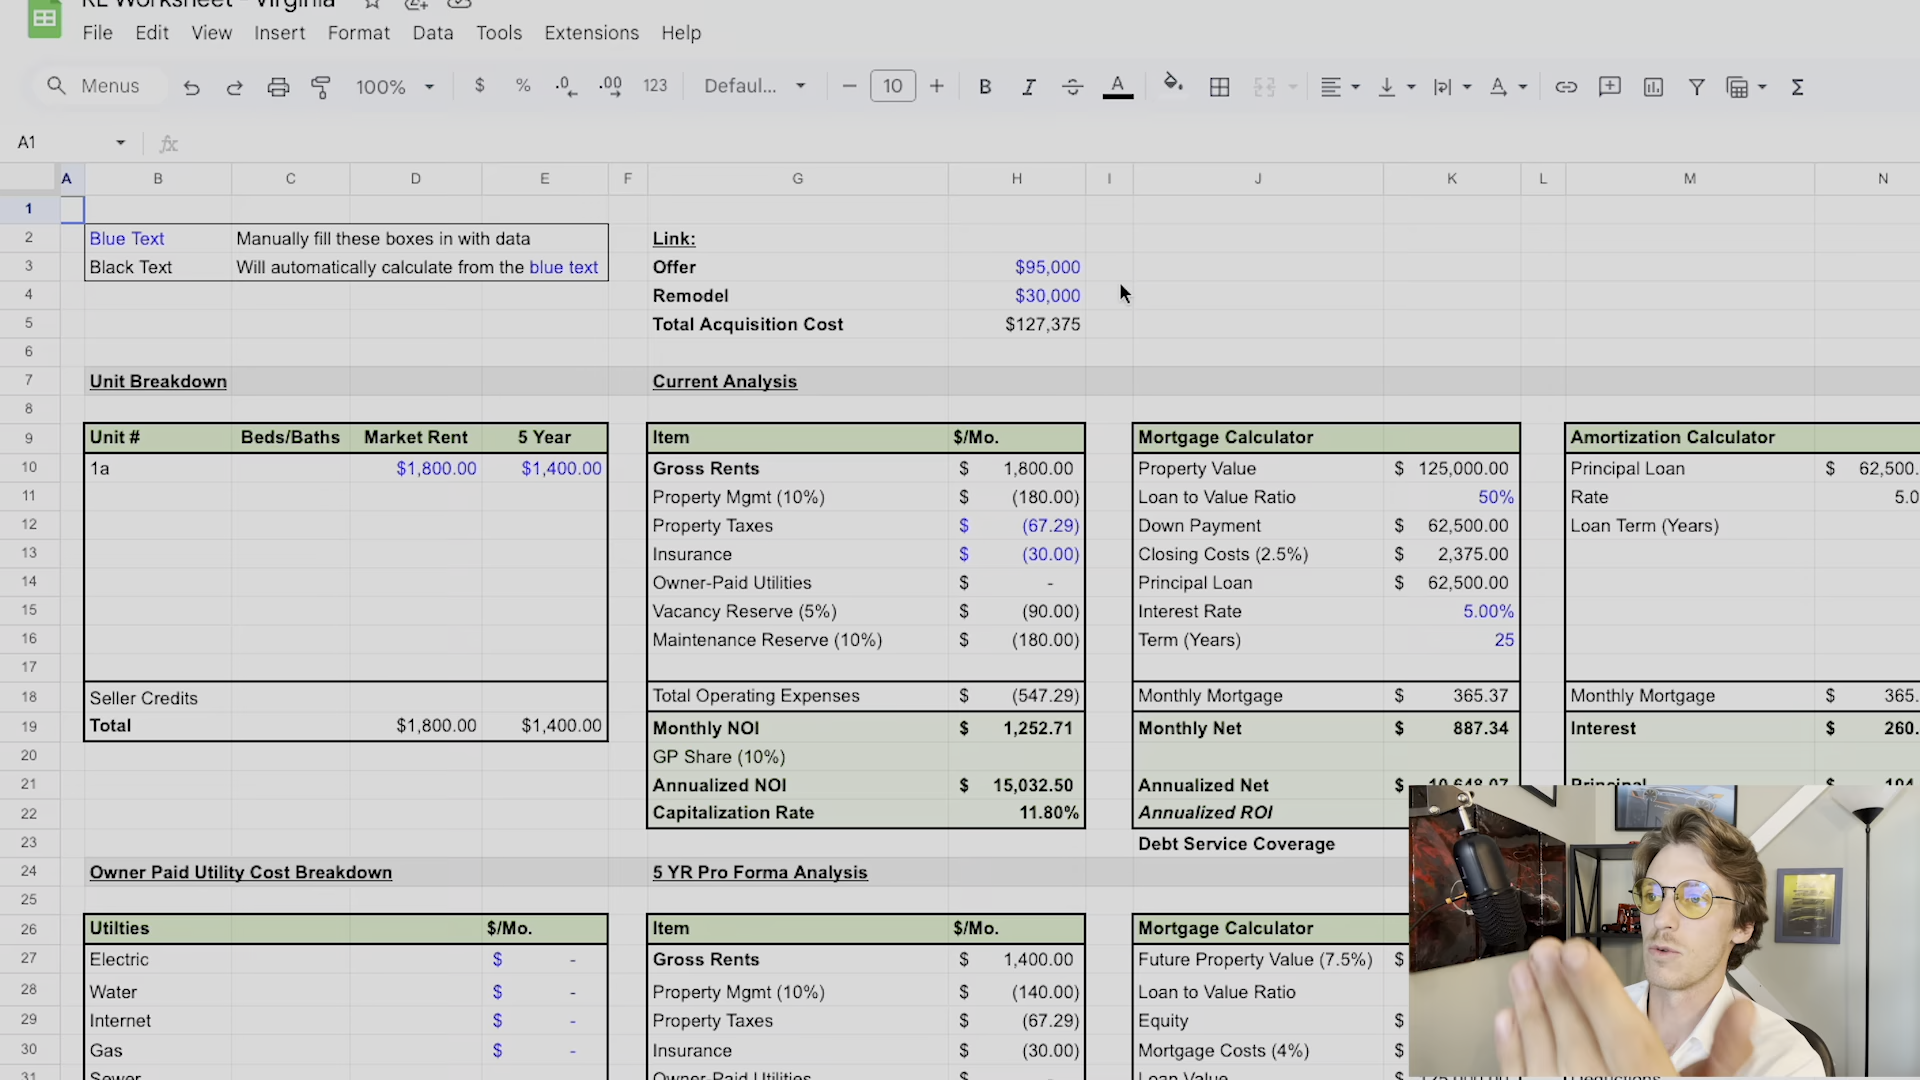 RE Worksheet - Virginia
File Edit View Insert Format Data Tools Extensions Help
Menus 100% $ % .0 .00 123 Defaul... 10 B I A Σ
A1 fx
A B C D E F G H I J K L M N
1
2 Blue Text Manually fill these boxes in with data Link:
3 Black Text Will automatically calculate from the blue text Offer $95,000
4 Remodel $30,000
5 Total Acquisition Cost $127,375
6
7 Unit Breakdown Current Analysis
8
9 Unit # Beds/Baths Market Rent 5 Year Item $/Mo. Mortgage Calculator Amortization Calculator
10 1a $1,800.00 $1,400.00 Gross Rents $ 1,800.00 Property Value $ 125,000.00 Principal Loan $ 62,500.
11 Property Mgmt (10%) $ (180.00) Loan to Value Ratio 50% Rate 5.0
12 Property Taxes $ (67.29) Down Payment $ 62,500.00 Loan Term (Years)
13 Insurance $ (30.00) Closing Costs (2.5%) $ 2,375.00
14 Owner-Paid Utilities $ - Principal Loan $ 62,500.00
15 Vacancy Reserve (5%) $ (90.00) Interest Rate 5.00%
16 Maintenance Reserve (10%) $ (180.00) Term (Years) 25
17
18 Seller Credits Total Operating Expenses $ (547.29) Monthly Mortgage $ 365.37 Monthly Mortgage $ 365.
19 Total $1,800.00 $1,400.00 Monthly NOI $ 1,252.71 Monthly Net $ 887.34 Interest $ 260.
20 GP Share (10%)
21 Annualized NOI $ 15,032.50 Annualized Net $ 10,648.07 Principal $ 104.
22 Capitalization Rate 11.80% Annualized ROI
23 Debt Service Coverage
24 Owner Paid Utility Cost Breakdown 5 YR Pro Forma Analysis
25
26 Utilties $/Mo. Item $/Mo. Mortgage Calculator
27 Electric $ - Gross Rents $ 1,400.00 Future Property Value (7.5%) $
28 Water $ - Property Mgmt (10%) $ (140.00) Loan to Value Ratio
29 Internet $ - Property Taxes $ (67.29) Equity $
30 Gas $ - Insurance $ (30.00) Mortgage Costs (4%) $
31 Sewer Owner-Paid Utilities Loan Value